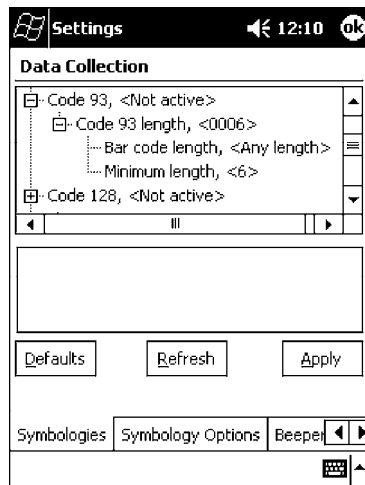 Settings 12:10 ok
Data Collection
Code 93, <Not active>
Code 93 length, <0006>
Bar code length, <Any length>
Minimum length, <6>
Code 128, <Not active>
Defaults Refresh Apply
Symbologies Symbology Options Beeper